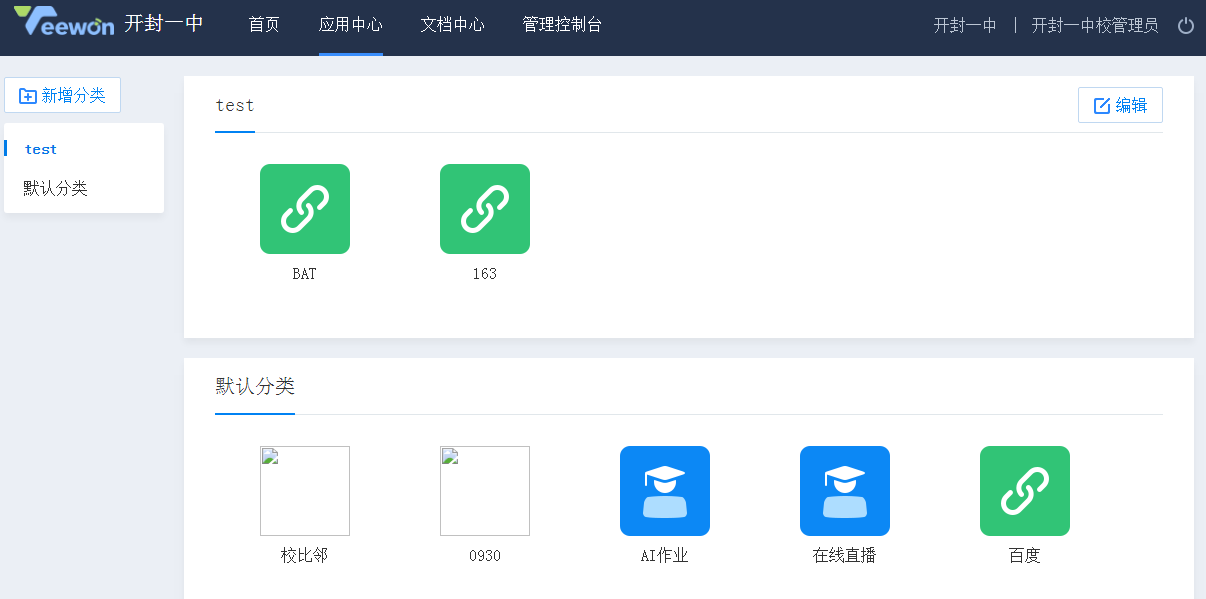 Yeewon 开封一中 首页 应用中心 文档中心 管理控制台 开封一中 | 开封一中校管理员
新增分类
test
默认分类
test 编辑
BAT 163
默认分类
校比邻 0930 AI作业 在线直播 百度